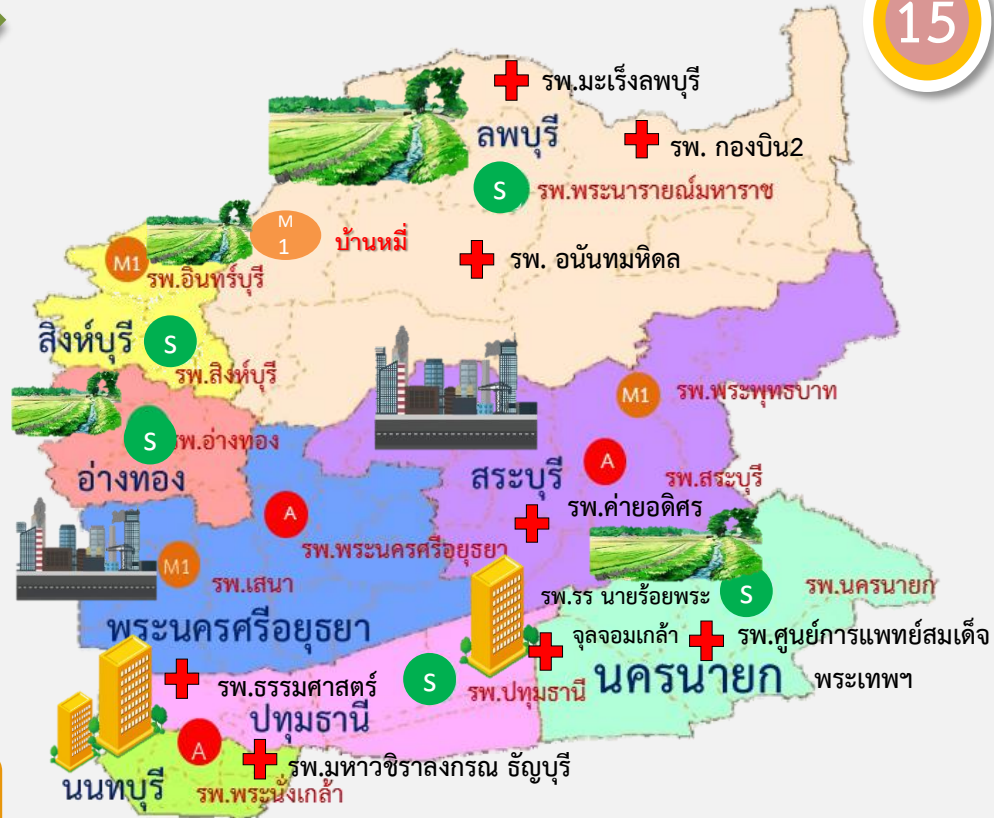 15
รพ.มะเร็งลพบุรี
ลพบุรี
รพ. กองบิน2
S
รพ.พระนารายณ์มหาราช
M
1
บ้านหมี่
รพ. อนันทมหิดล
M1
รพ.อินทร์บุรี
สิงห์บุรี
S
รพ.สิงห์บุรี
M1
รพ.พระพุทธบาท
S
รพ.อ่างทอง
อ่างทอง
สระบุรี
A
รพ.สระบุรี
รพ.ค่ายอดิศร
A
รพ.พระนครศรีอยุธยา
M1
รพ.เสนา
พระนครศรีอยุธยา
รพ.รร นายร้อยพระ
จุลจอมเกล้า
S
รพ.นครนายก
รพ.ศูนย์การแพทย์สมเด็จ
พระเทพฯ
นครนายก
รพ.ธรรมศาสตร์
S
รพ.ปทุมธานี
ปทุมธานี
A
รพ.มหาวชิราลงกรณ ธัญบุรี
นนทบุรี
รพ.พระนั่งเกล้า